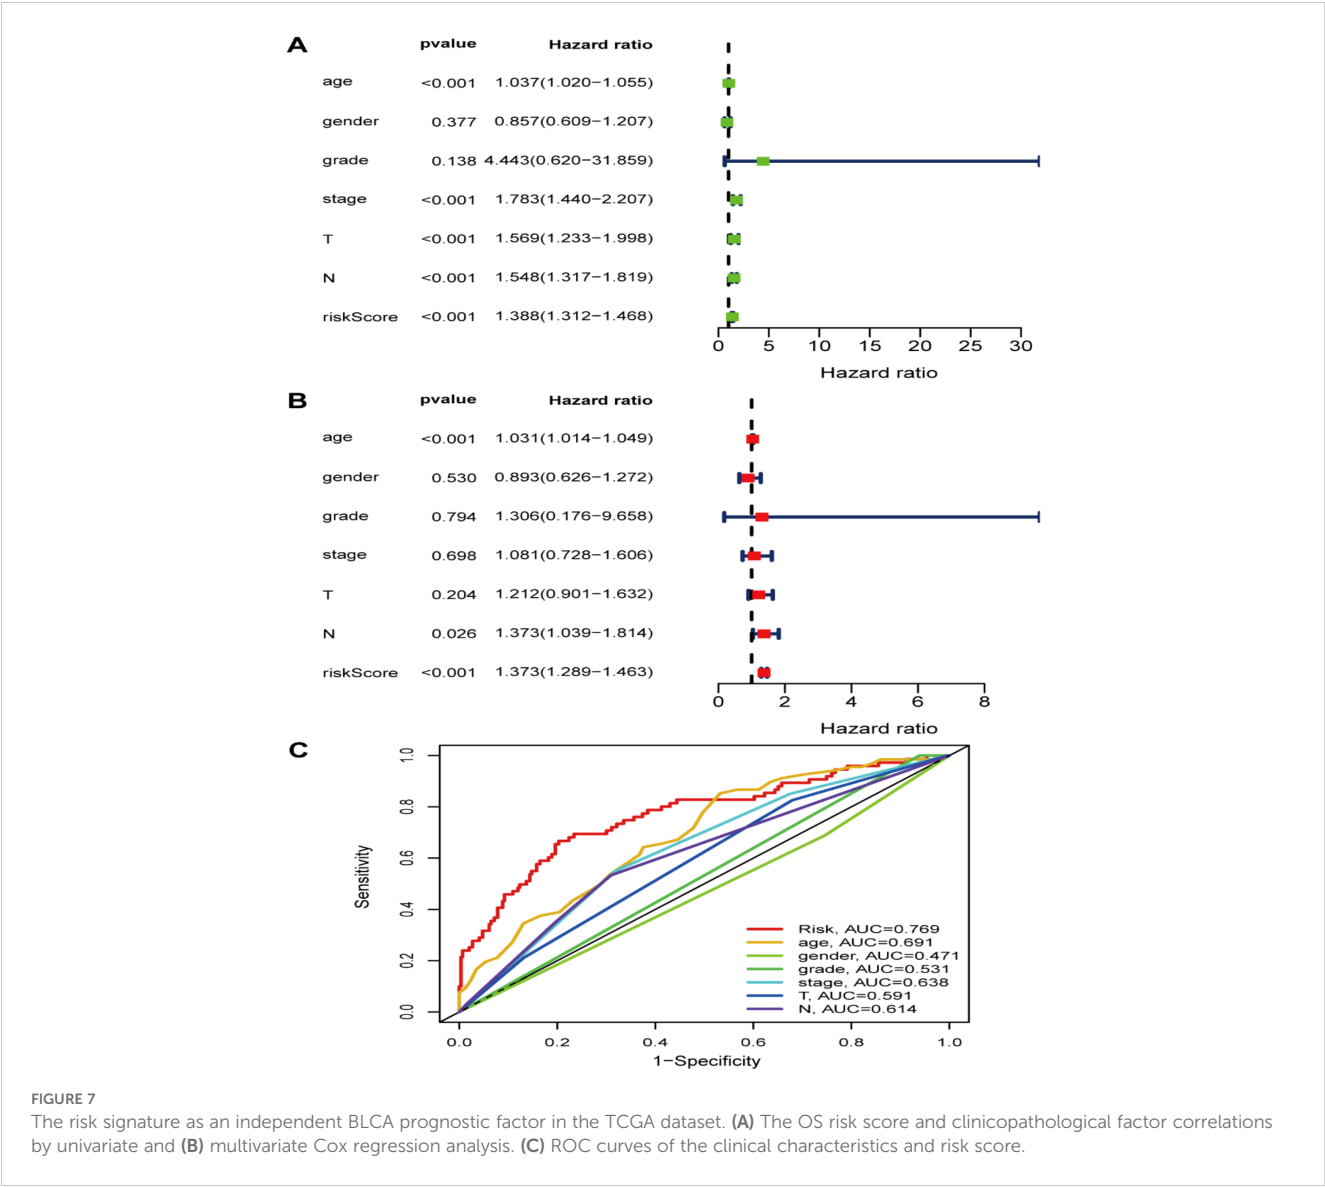 A
pvalue Hazard ratio
age <0.001 1.037(1.020−1.055)
gender 0.377 0.857(0.609−1.207)
grade 0.138 4.443(0.620−31.859)
stage <0.001 1.783(1.440−2.207)
T <0.001 1.569(1.233−1.998)
N <0.001 1.548(1.317−1.819)
riskScore <0.001 1.388(1.312−1.468)
0 5 10 15 20 25 30
Hazard ratio
B
pvalue Hazard ratio
age <0.001 1.031(1.014−1.049)
gender 0.530 0.893(0.626−1.272)
grade 0.794 1.306(0.176−9.658)
stage 0.698 1.081(0.728−1.606)
T 0.204 1.212(0.901−1.632)
N 0.026 1.373(1.039−1.814)
riskScore <0.001 1.373(1.289−1.463)
0 2 4 6 8
Hazard ratio
C
1.0
0.8
0.6
0.4
0.2
0.0
Sensitivity
Risk, AUC=0.769
age, AUC=0.691
gender, AUC=0.471
grade, AUC=0.531
stage, AUC=0.638
T, AUC=0.591
N, AUC=0.614
0.0 0.2 0.4 0.6 0.8 1.0
1−Specificity
FIGURE 7
The risk signature as an independent BLCA prognostic factor in the TCGA dataset. (A) The OS risk score and clinicopathological factor correlations
by univariate and (B) multivariate Cox regression analysis. (C) ROC curves of the clinical characteristics and risk score.